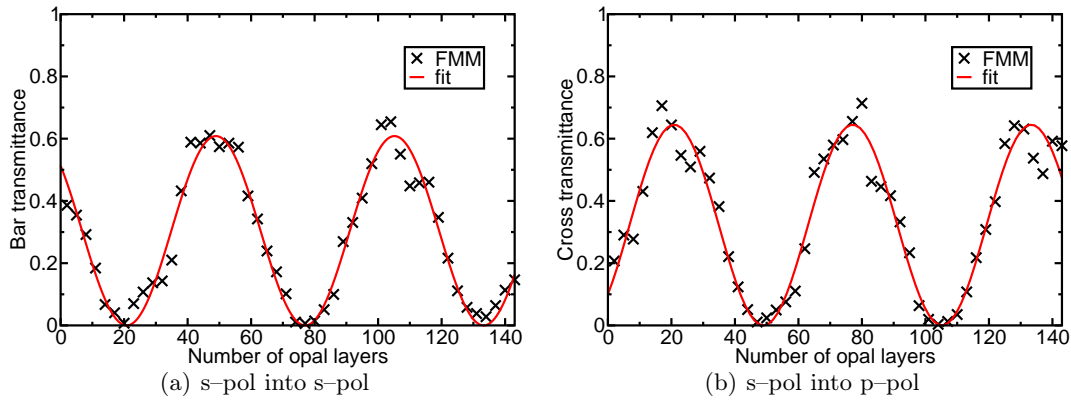 1
0.8
0.6
0.4
0.2
0
Bar transmittance
FMM
fit
0 20 40 60 80 100 120 140
Number of opal layers
(a) s–pol into s–pol
1
0.8
0.6
0.4
0.2
0
Cross transmittance
FMM
fit
0 20 40 60 80 100 120 140
Number of opal layers
(b) s–pol into p–pol